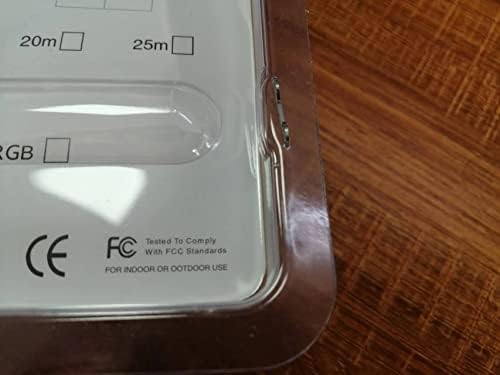 20m 25m
RGB
CE FC Tested To Comply
With FCC Standards
FOR INDOOR OR OOTDOOR USE